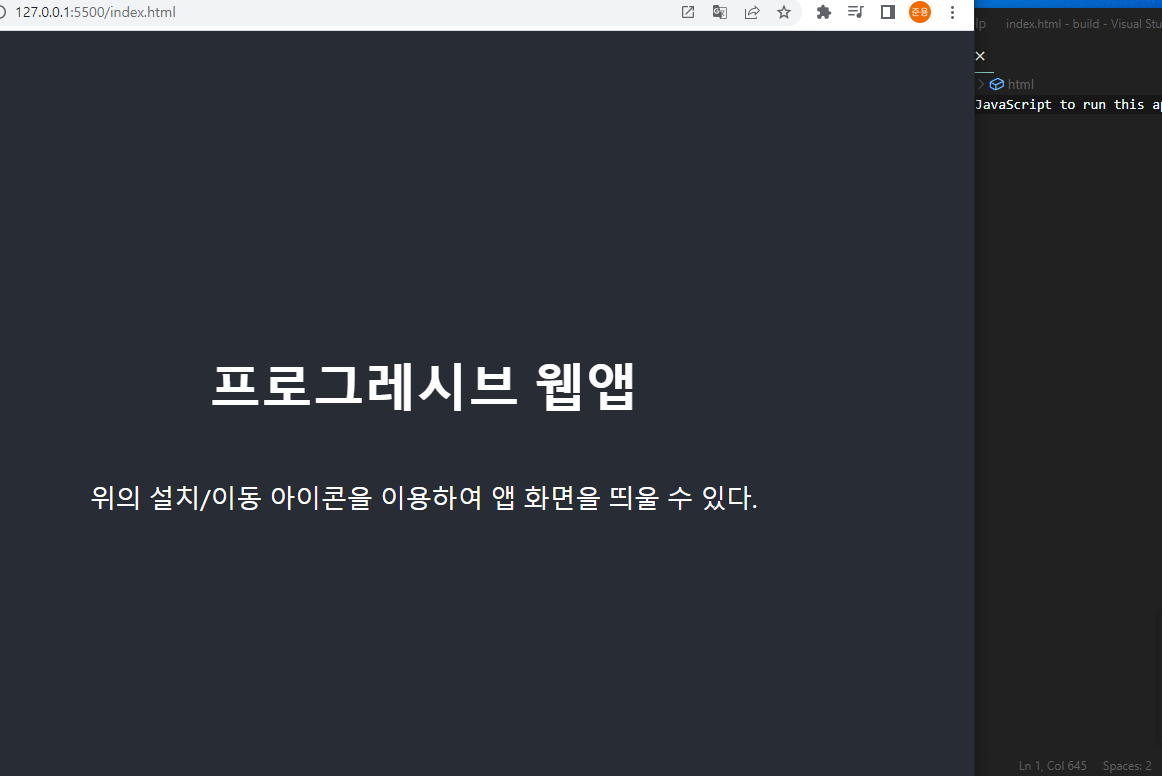 127.0.0.1:5500/index.html
준용
lp
index.html - build - Visual Stu
html
JavaScript to run this ap
프로그레시브 웹앱
위의 설치/이동 아이콘을 이용하여 앱 화면을 띄울 수 있다.
Ln 1, Col 645
Spaces: 2